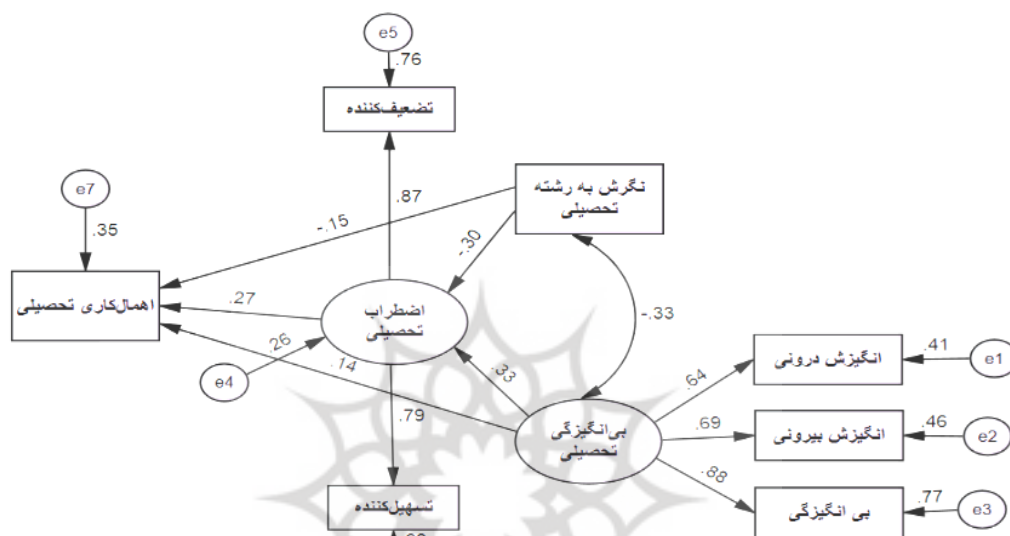 e5
.76
تضعیف‌کننده
نگرش به رشته
تحصیلی
e7
.35
.87
-.15
-.30
اهمال‌کاری تحصیلی
.27
اضطراب
تحصیلی
-.33
.26
e4
.14
.33
.79
انگیزش درونی
.41
e1
.64
بی‌انگیزگی
تحصیلی
.69
انگیزش بیرونی
.46
e2
.88
تسهیل‌کننده
بی انگیزگی
.77
e3